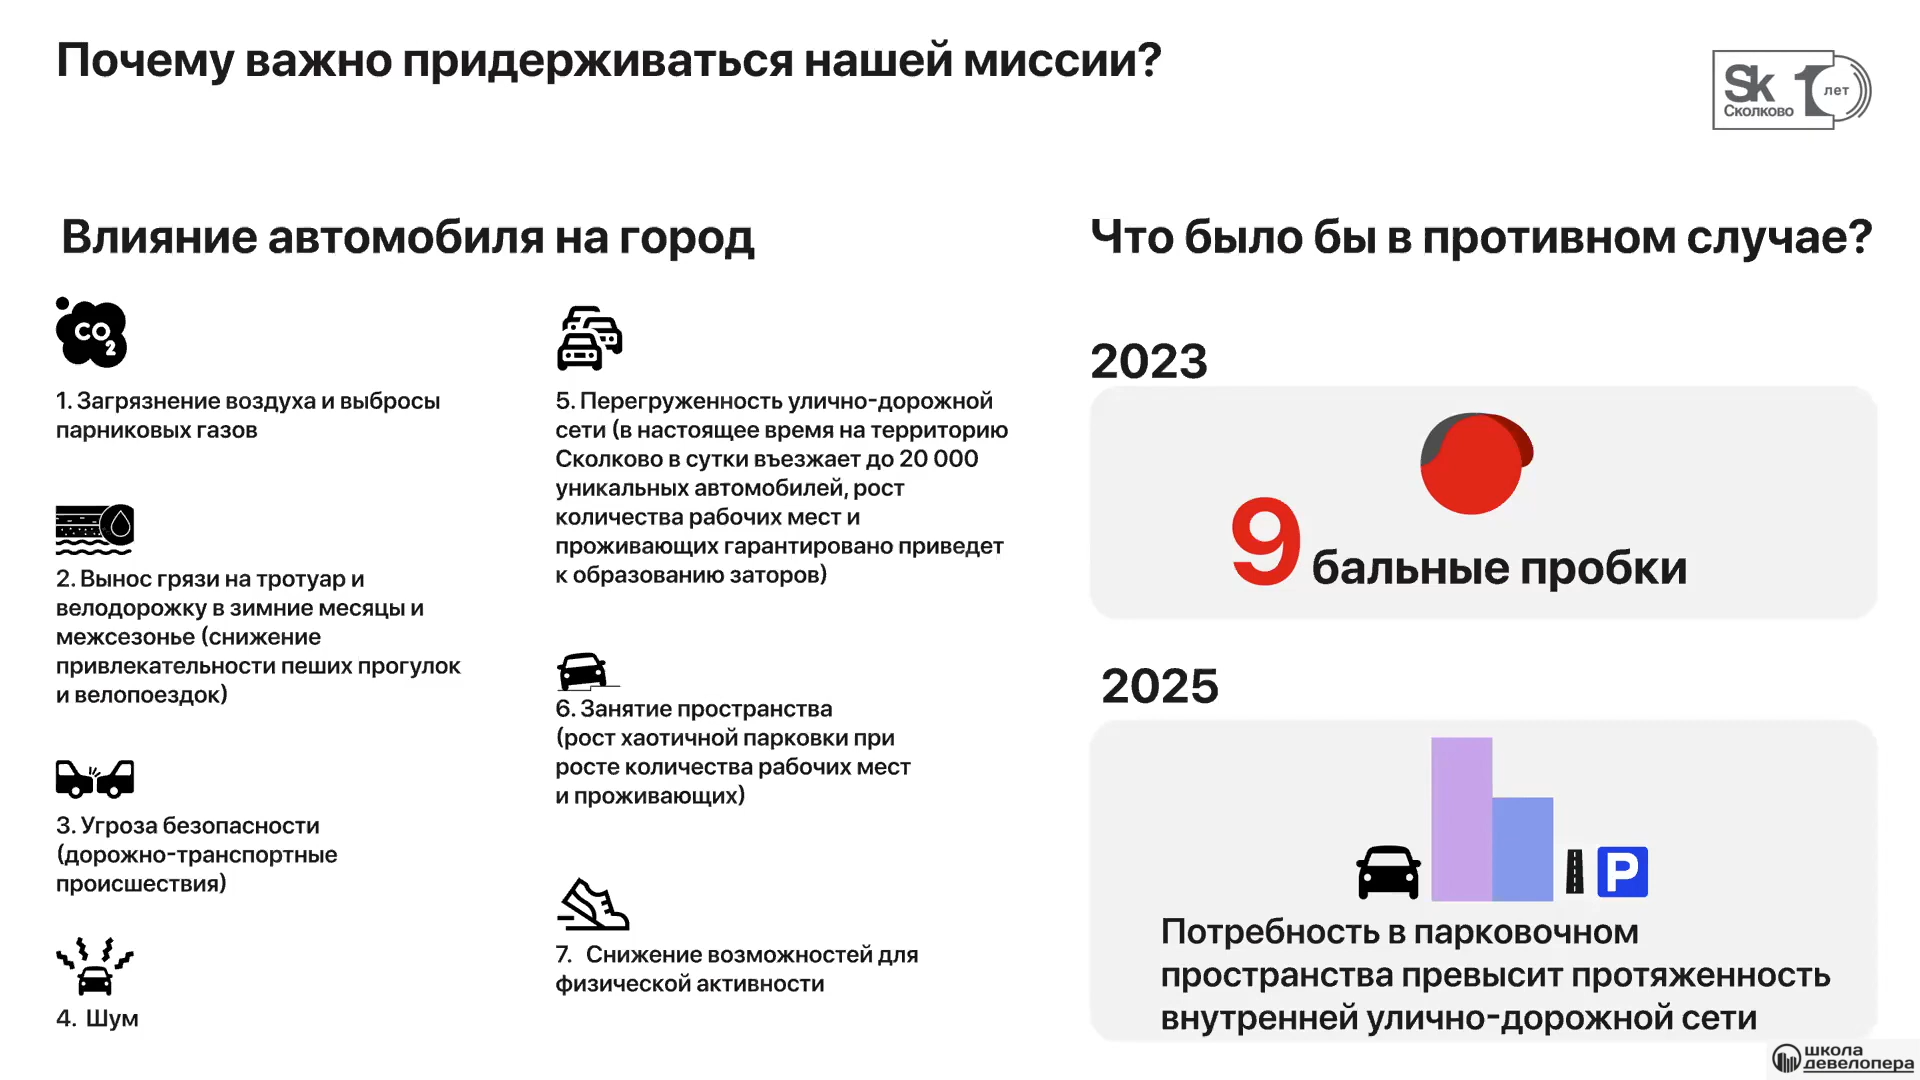 Почему важно придерживаться нашей миссии?
Sk
Сколково
10
лет
Влияние автомобиля на город
CO2
1. Загрязнение воздуха и выбросы
парниковых газов
2. Вынос грязи на тротуар и
велодорожку в зимние месяцы и
межсезонье (снижение
привлекательности пеших прогулок
и велопоездок)
3. Угроза безопасности
(дорожно-транспортные
происшествия)
4. Шум
5. Перегруженность улично-дорожной
сети (в настоящее время на территорию
Сколково в сутки въезжает до 20 000
уникальных автомобилей, рост
количества рабочих мест и
проживающих гарантировано приведет
к образованию заторов)
6. Занятие пространства
(рост хаотичной парковки при
росте количества рабочих мест
и проживающих)
7. Снижение возможностей для
физической активности
Что было бы в противном случае?
2023
9 бальные пробки
2025
P
Потребность в парковочном
пространства превысит протяженность
внутренней улично-дорожной сети
школа
девелопера